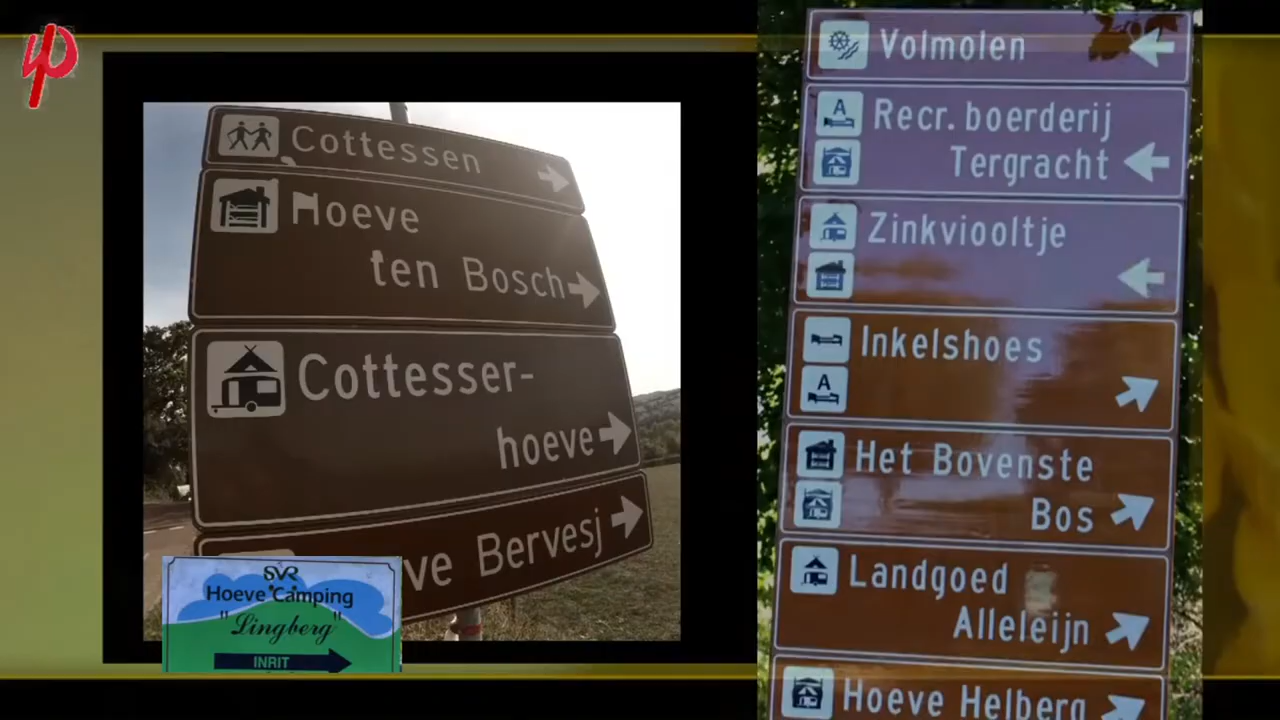 Cottessen
Hoeve
ten Bosch
Cottesser-
hoeve
Bervesj
SVR
Hoeve Camping
"Lingberg"
INRIT
Volmolen
A
Recr. boerderij
Tergracht
Zinkviooltje
Inkelshoes
A
Het Bovenste
Bos
Landgoed
Alleleijn
Hoeve Helberg